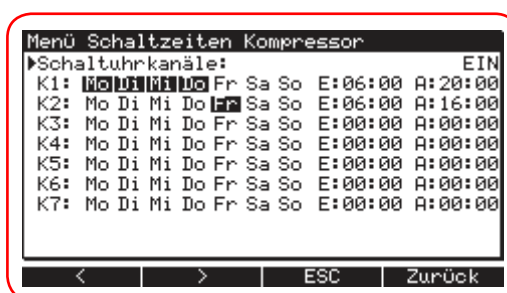 Menü Schaltzeiten Kompressor
▶Schaltuhrkanäle: EIN
K1: Mo Di Mi Do Fr Sa So E:06:00 A:20:00
K2: Mo Di Mi Do Fr Sa So E:06:00 A:16:00
K3: Mo Di Mi Do Fr Sa So E:00:00 A:00:00
K4: Mo Di Mi Do Fr Sa So E:00:00 A:00:00
K5: Mo Di Mi Do Fr Sa So E:00:00 A:00:00
K6: Mo Di Mi Do Fr Sa So E:00:00 A:00:00
K7: Mo Di Mi Do Fr Sa So E:00:00 A:00:00
< > ESC Zurück